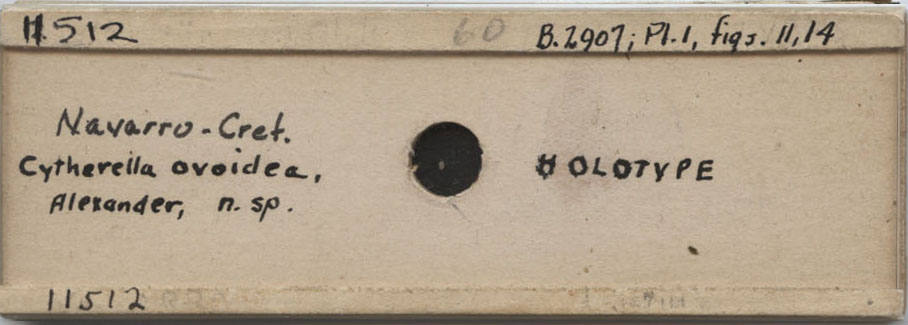 11512
60
B.2907; Pl.1, figs. 11,14
Navarro-Cret.
Cytherella ovoidea,
Alexander, n. sp.
HOLOTYPE
11512